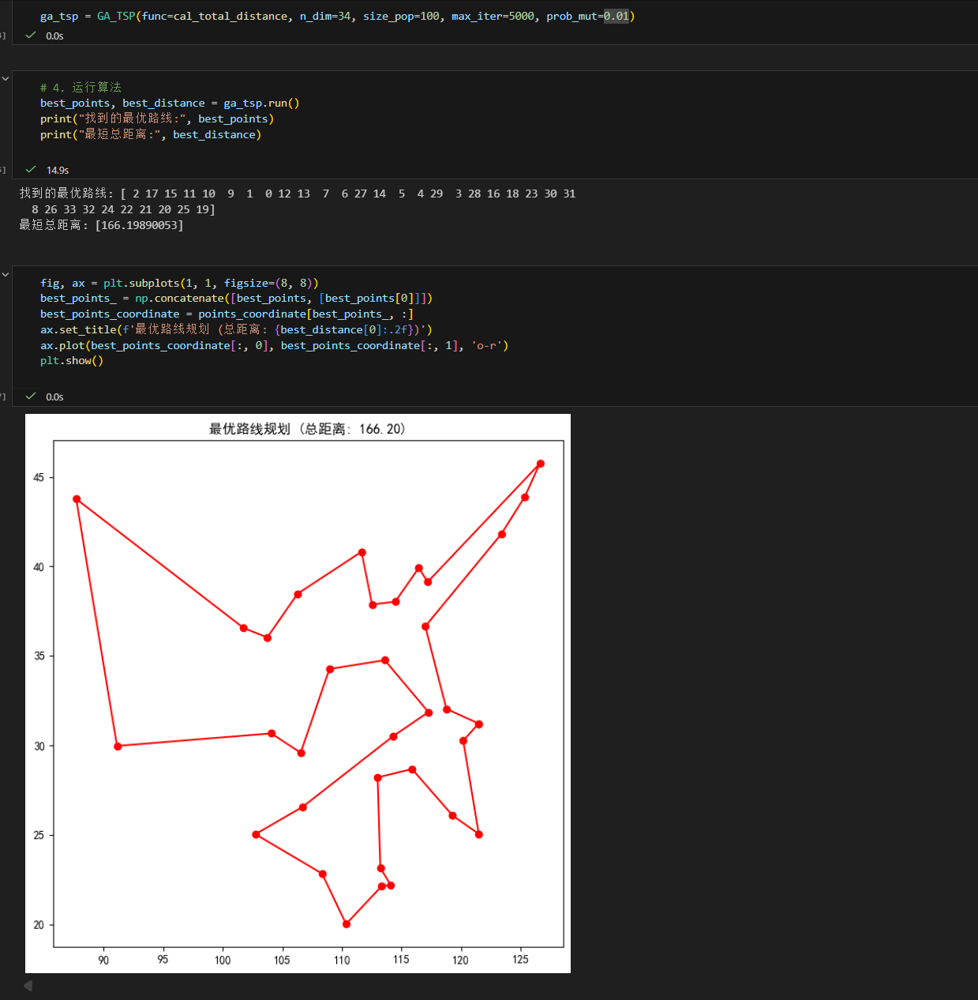 ga_tsp = GA_TSP(func=cal_total_distance, n_dim=34, size_pop=100, max_iter=5000, prob_mut=0.01)
0.0s
# 4. 运行算法
best_points, best_distance = ga_tsp.run()
print("找到的最优路线:", best_points)
print("最短总距离:", best_distance)
14.9s
找到的最优路线: [ 2 17 15 11 10  9  1  0 12 13  7  6 27 14  5  4 29  3 28 16 18 23 30 31
  8 26 33 32 24 22 21 20 25 19]
最短总距离: [166.19890053]
fig, ax = plt.subplots(1, 1, figsize=(8, 8))
best_points_ = np.concatenate([best_points, [best_points[0]]])
best_points_coordinate = points_coordinate[best_points_, :]
ax.set_title(f'最优路线规划 (总距离: {best_distance[0]:.2f})')
ax.plot(best_points_coordinate[:, 0], best_points_coordinate[:, 1], 'o-r')
plt.show()
0.0s
最优路线规划 (总距离: 166.20)
45
40
35
30
25
20
90 95 100 105 110 115 120 125